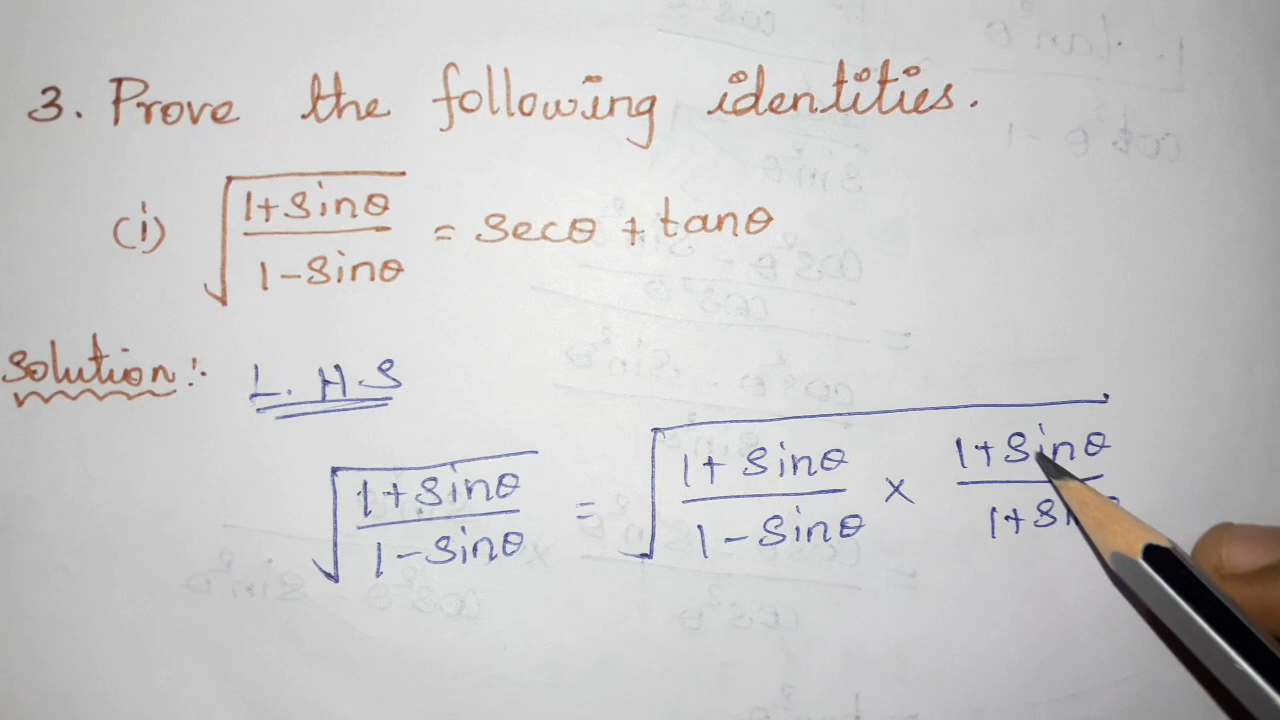 3. Prove the following identities.
(i) √((1+sinθ)/(1-sinθ)) = secθ + tanθ
Solution:- L.H.S
√((1+sinθ)/(1-sinθ)) = √((1+sinθ)/(1-sinθ) × (1+sinθ)/(1+si